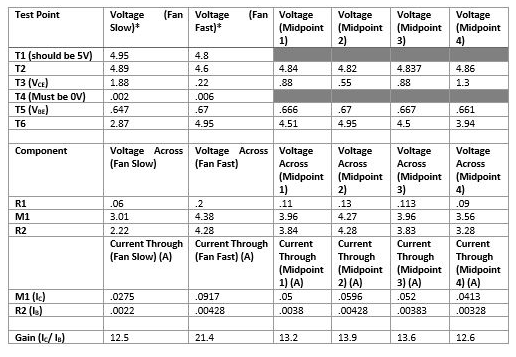 Test Point Voltage (Fan Slow)* Voltage (Fan Fast)* Voltage (Midpoint 1) Voltage (Midpoint 2) Voltage (Midpoint 3) Voltage (Midpoint 4)
T1 (should be 5V) 4.95 4.8
T2 4.89 4.6 4.84 4.82 4.837 4.86
T3 (VCE) 1.88 .22 .88 .55 .88 1.3
T4 (Must be 0V) .002 .006
T5 (VBE) .647 .67 .666 .67 .667 .661
T6 2.87 4.95 4.51 4.95 4.5 3.94
Component Voltage Across (Fan Slow) Voltage Across (Fan Fast) Voltage Across (Midpoint 1) Voltage Across (Midpoint 2) Voltage Across (Midpoint 3) Voltage Across (Midpoint 4)
R1 .06 .2 .11 .13 .113 .09
M1 3.01 4.38 3.96 4.27 3.96 3.56
R2 2.22 4.28 3.84 4.28 3.83 3.28
Current Through (Fan Slow) (A) Current Through (Fan Fast) (A) Current Through (Midpoint 1) (A) Current Through (Midpoint 2) (A) Current Through (Midpoint 3) (A) Current Through (Midpoint 4) (A)
M1 (IC) .0275 .0917 .05 .0596 .052 .0413
R2 (IB) .0022 .00428 .0038 .00428 .00383 .00328
Gain (IC/ IB) 12.5 21.4 13.2 13.9 13.6 12.6